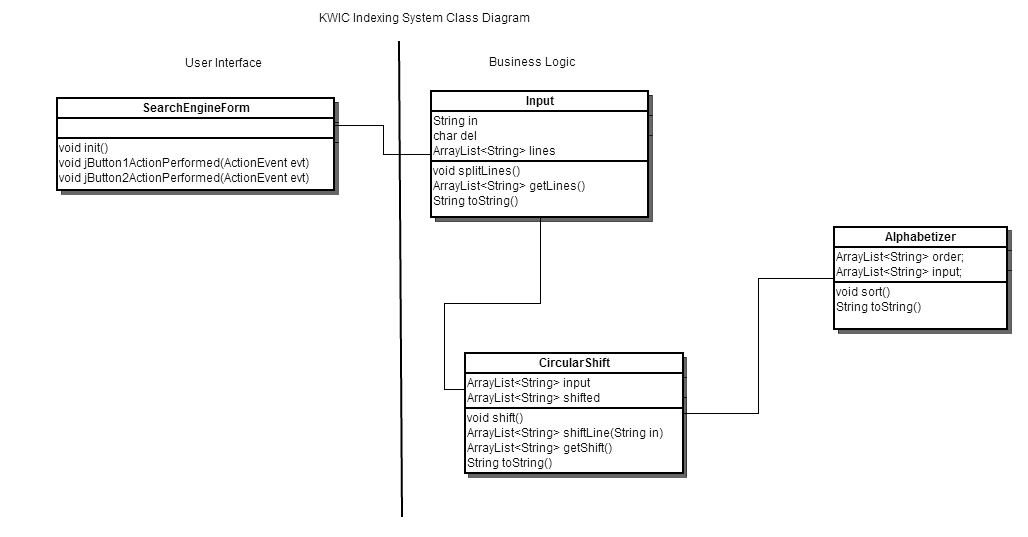 KWIC Indexing System Class Diagram
User Interface
Business Logic
SearchEngineForm
void init()
void jButton1ActionPerformed(ActionEvent evt)
void jButton2ActionPerformed(ActionEvent evt)
Input
String in
char del
ArrayList<String> lines
void splitLines()
ArrayList<String> getLines()
String toString()
Alphabetizer
ArrayList<String> order;
ArrayList<String> input;
void sort()
String toString()
CircularShift
ArrayList<String> input
ArrayList<String> shifted
void shift()
ArrayList<String> shiftLine(String in)
ArrayList<String> getShift()
String toString()